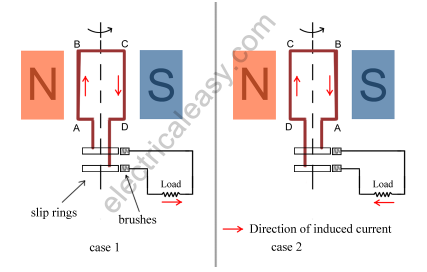 B C
N S
A D
Load
slip rings
brushes
case 1
C B
N S
D A
Load
Direction of induced current
case 2
electricaleasy.com